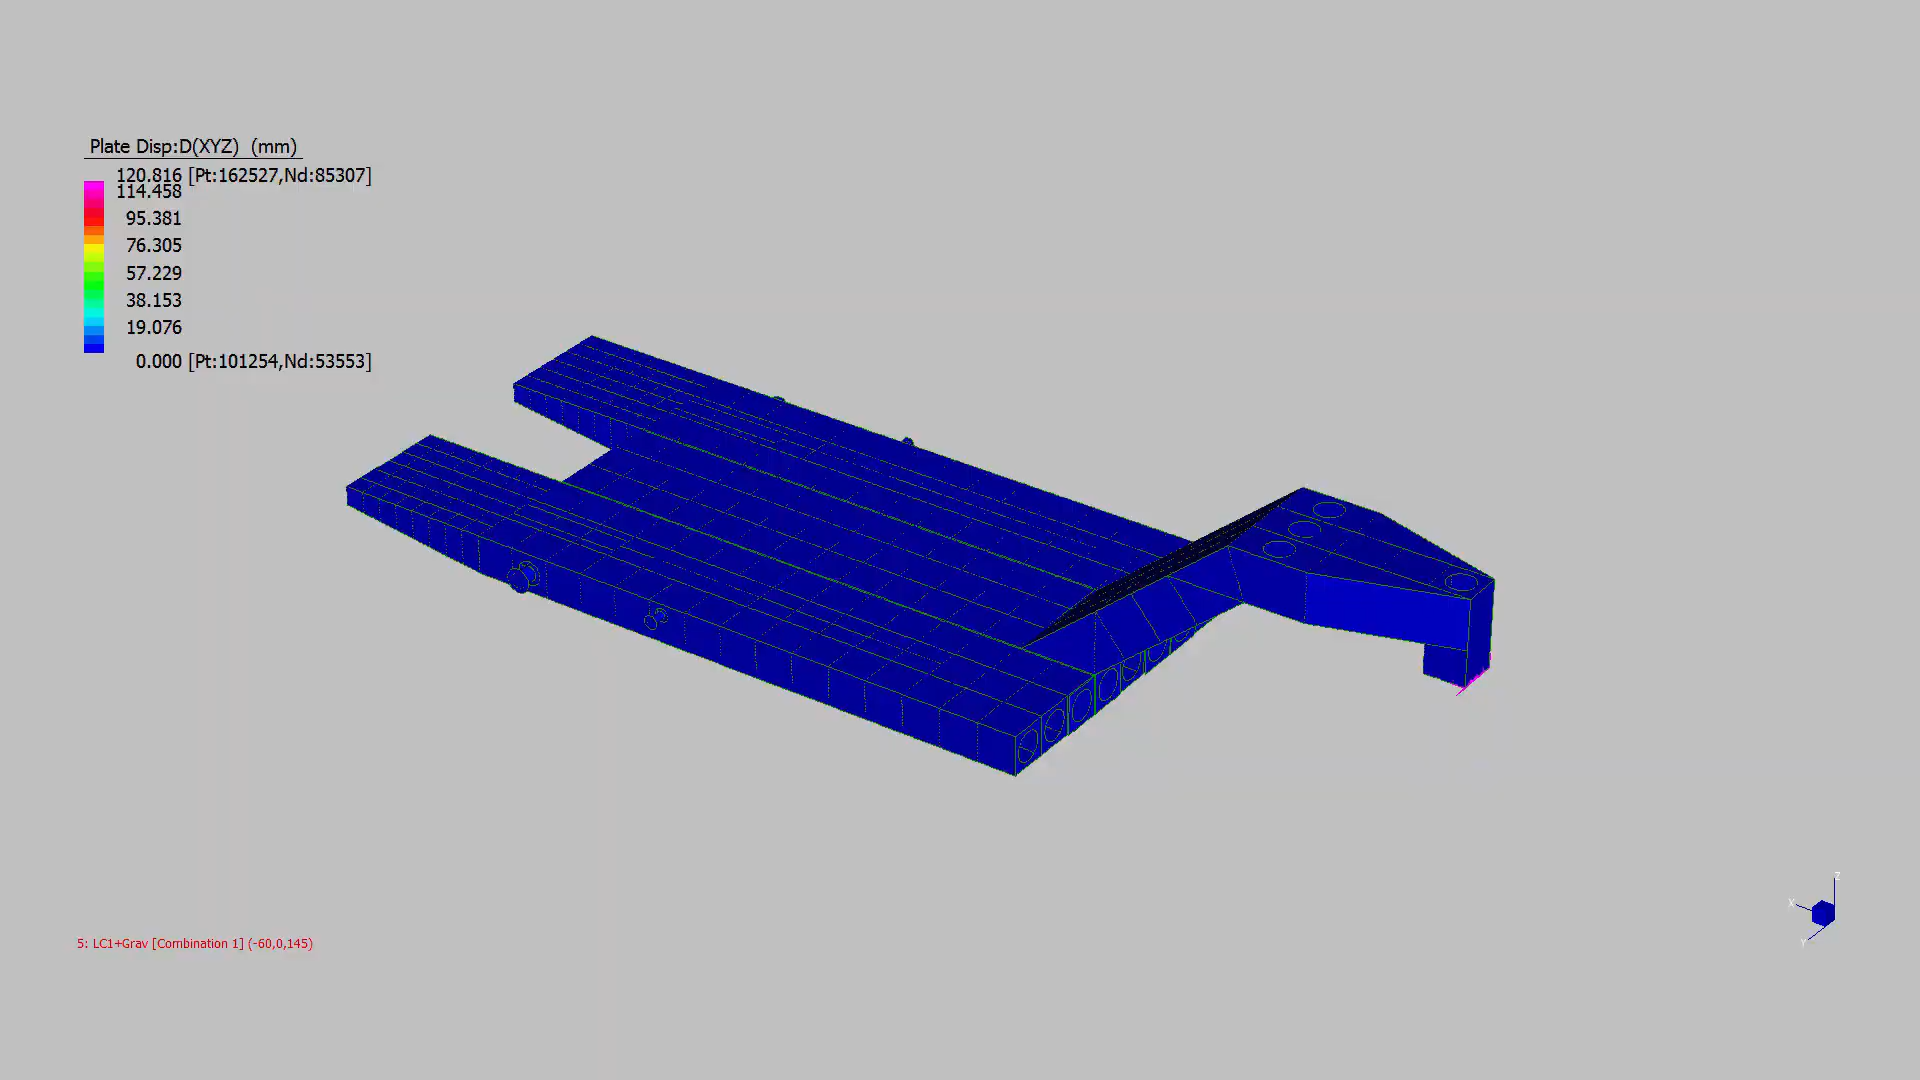 Plate Disp:D(XYZ) (mm)
120.816 [Pt:162527,Nd:85307]
114.458
95.381
76.305
57.229
38.153
19.076
0.000 [Pt:101254,Nd:53553]
Z
X
Y
5: LC1+Grav [Combination 1] (-60,0,145)